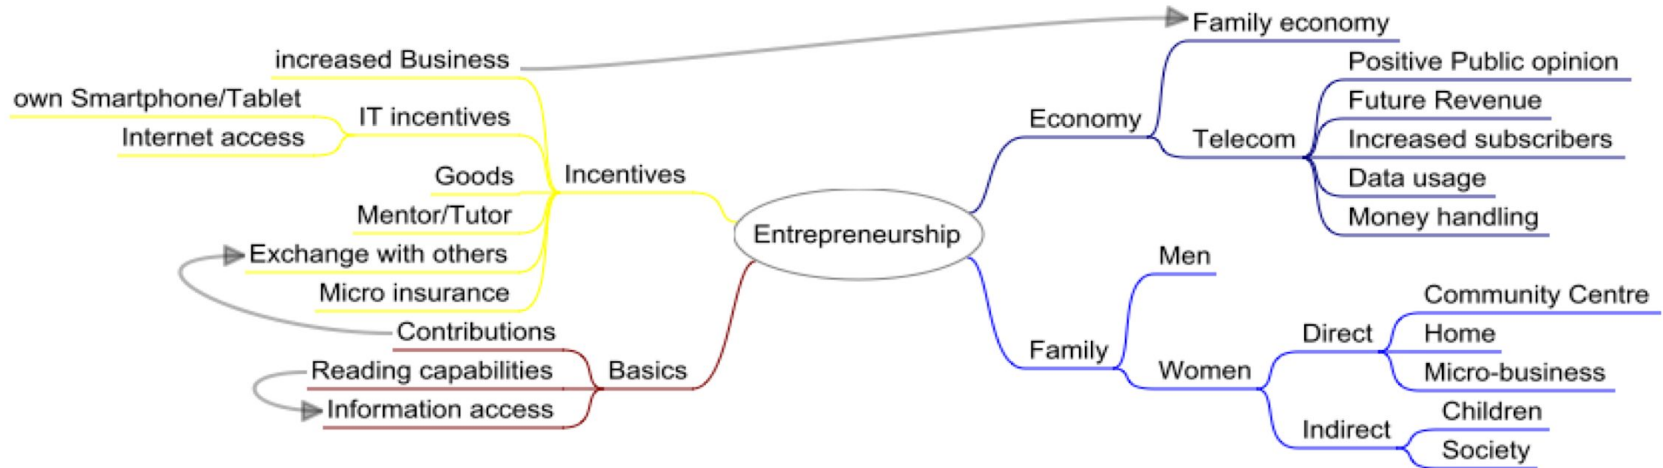 Entrepreneurship
Incentives
increased Business
IT incentives
own Smartphone/Tablet
Internet access
Goods
Mentor/Tutor
Exchange with others
Micro insurance
Basics
Contributions
Reading capabilities
Information access
Economy
Family economy
Telecom
Positive Public opinion
Future Revenue
Increased subscribers
Data usage
Money handling
Family
Men
Women
Direct
Community Centre
Home
Micro-business
Indirect
Children
Society